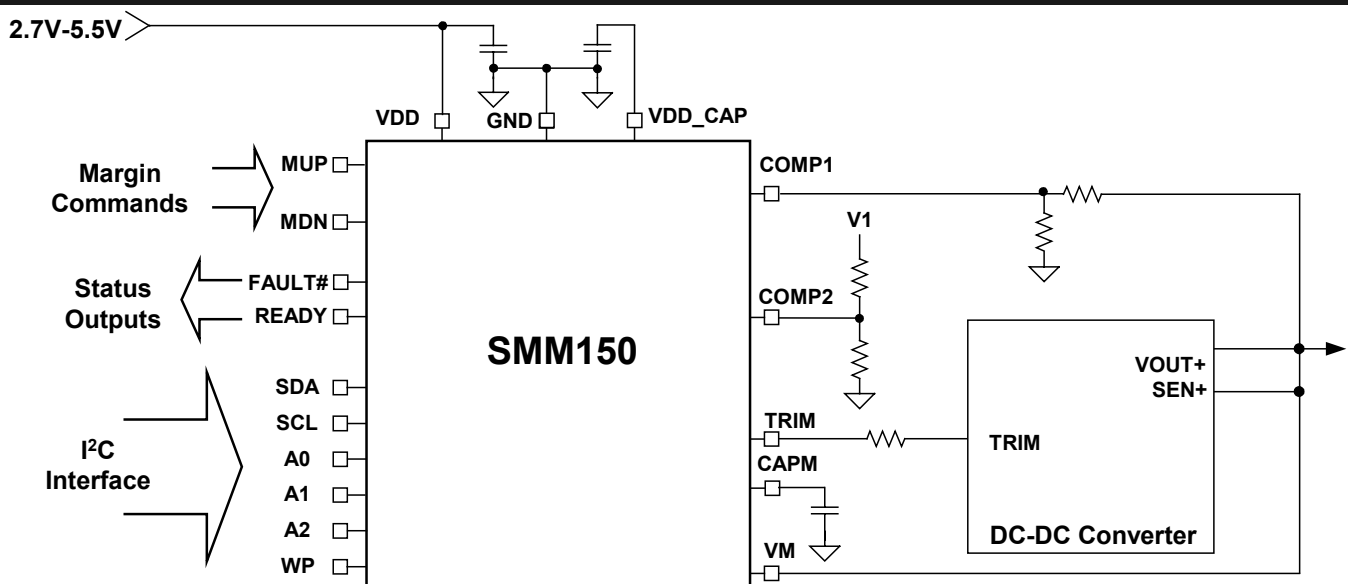 2.7V-5.5V
VDD
GND
VDD_CAP
MUP
Margin
Commands
MDN
FAULT#
Status
Outputs
READY
SDA
SCL
I²C
Interface
A0
A1
A2
WP
SMM150
COMP1
V1
COMP2
TRIM
CAPM
VM
VOUT+
SEN+
TRIM
DC-DC Converter